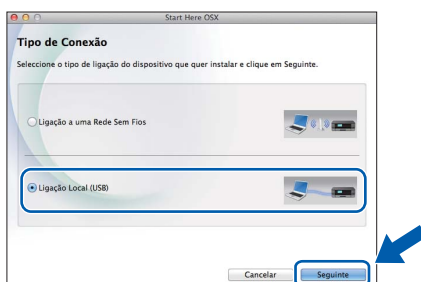 Start Here OSX
Tipo de Conexão
Seleccione o tipo de ligação do dispositivo que quer instalar e clique em Seguinte.
Ligação a uma Rede Sem Fios
Ligação Local (USB)
Cancelar
Seguinte